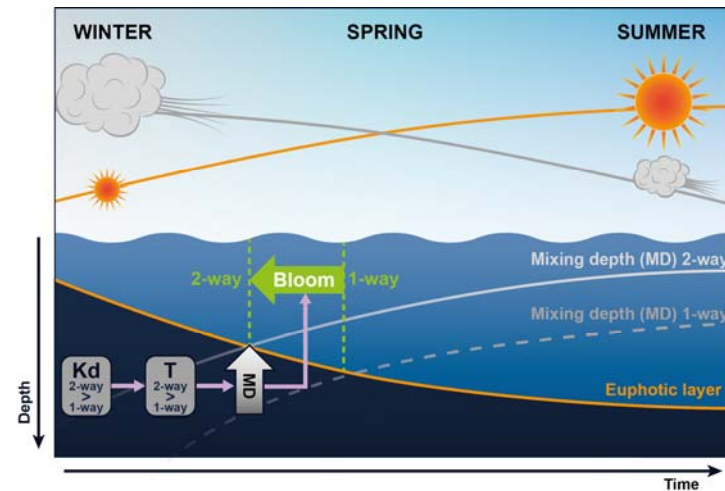 WINTER SPRING SUMMER
Mixing depth (MD) 2-way
2-way Bloom 1-way
Mixing depth (MD) 1-way
Kd
2-way
>
1-way
T
2-way
>
1-way
MD
Euphotic layer
Depth
Time